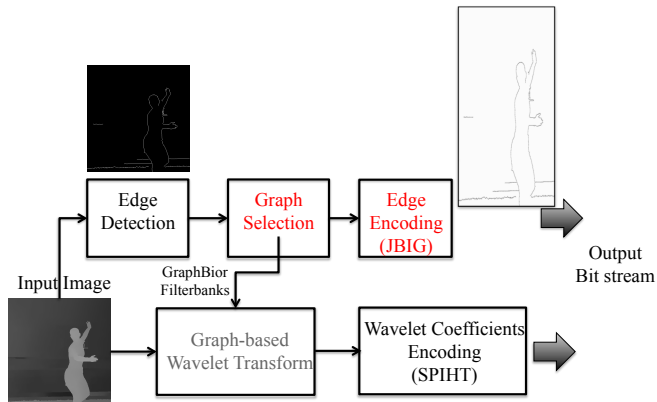 Edge
Detection
Graph
Selection
Edge
Encoding
(JBIG)
Output
Bit stream
GraphBior
Filterbanks
Input Image
Graph-based
Wavelet Transform
Wavelet Coefficients
Encoding
(SPIHT)